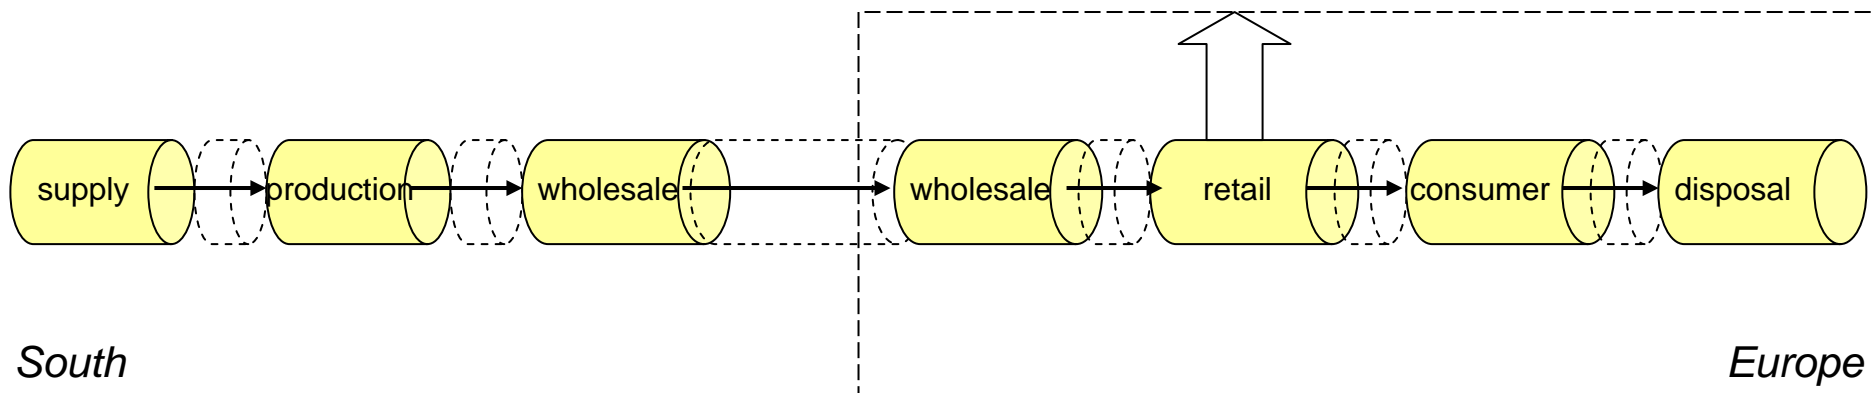 supply
production
wholesale
wholesale
retail
consumer
disposal
South
Europe